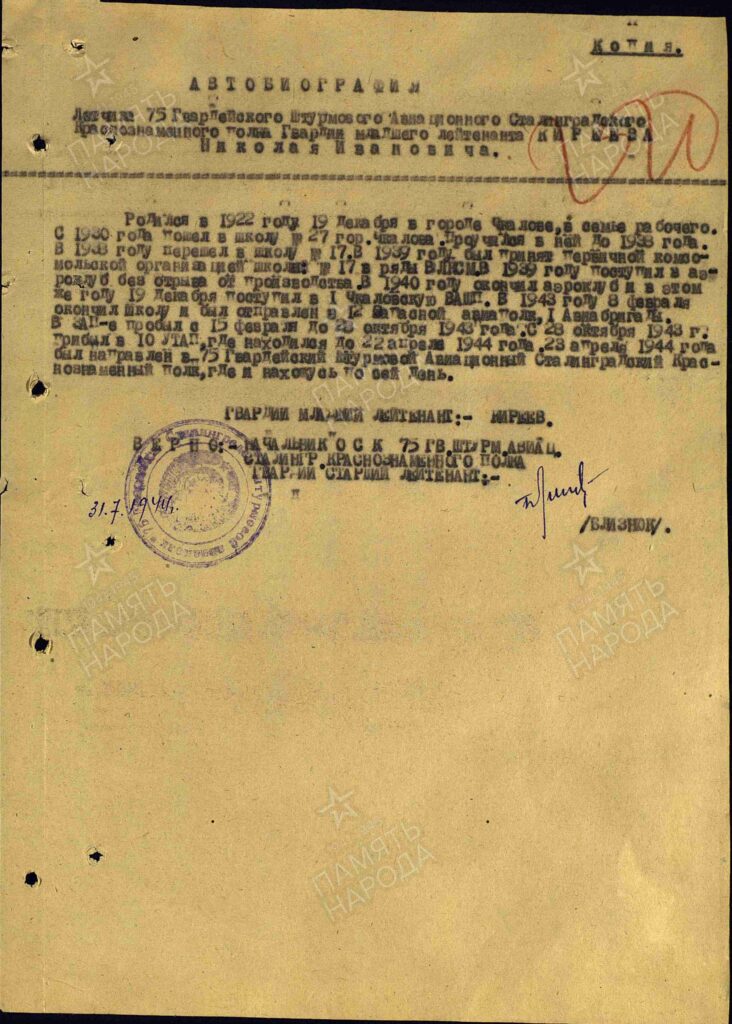 Копия.
АВТОБИОГРАФИЯ
Летчика 75 Гвардейского Штурмового Авиационного Сталинградского
Краснознаменного полка Гвардии младшего лейтенанта КИРЕЕВА
Николая Ивановича.
Родился в 1922 году 19 декабря в городе Чкалове, в семье рабочего.
С 1930 года пошел в школу № 27 гор. Чкалова. Проучился в ней до 1938 года.
В 1938 году перешел в школу № 17. В 1939 году был принят первичной комсо-
мольской организацией школы: № 17 в ряды ВЛКСМ. В 1939 году поступил в аэ-
роклуб без отрыва от производства. В 1940 году окончил аэроклуб и в этом
же году 19 декабря поступил в I Чкаловскую ВАШП. В 1943 году 8 февраля
окончил школу и был отправлен в 12 Запасной авиаполк, I Авиабригады.
В ЗАП-е пробыл с 15 февраля до 28 октября 1943 года. С 28 октября 1943 г.
прибыл в 10 УТАП, где находился до 22 апреля 1944 года. 23 апреля 1944 года
был направлен в 75 Гвардейский Штурмовой Авиационный Сталинградский Крас-
нознаменный полк, где и нахожусь по сей день.
ГВАРДИИ МЛАДШИЙ ЛЕЙТЕНАНТ:- КИРЕЕВ.
ВЕРНО:- НАЧАЛЬНИК О С К 75 ГВ. ШТУРМ. АВИАЦ.
СТАЛИНГР. КРАСНОЗНАМЕННОГО ПОЛКА
ГВАРДИИ СТАРШИЙ ЛЕЙТЕНАНТ:-
31.7.1944г.
/БЛИЗНЮК/.
ПАМЯТЬ
НАРОДА